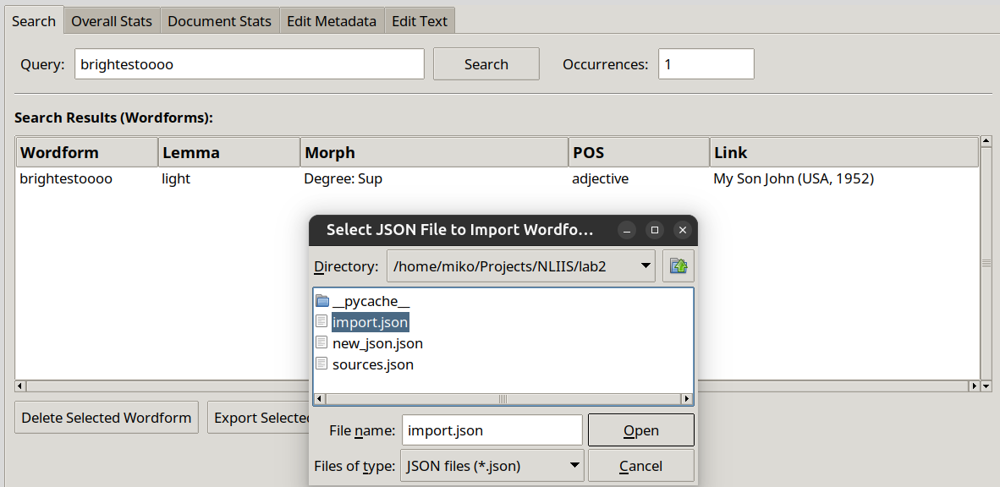 Search Overall Stats Document Stats Edit Metadata Edit Text
Query: brightestoooo Search Occurrences: 1
Search Results (Wordforms):
Wordform Lemma Morph POS Link
brightestoooo light Degree: Sup adjective My Son John (USA, 1952)
Select JSON File to Import Wordfo...
Directory: /home/miko/Projects/NLIIS/lab2
__pycache__
import.json
new_json.json
sources.json
Delete Selected Wordform Export Selected
File name: import.json Open
Files of type: JSON files (*.json) Cancel